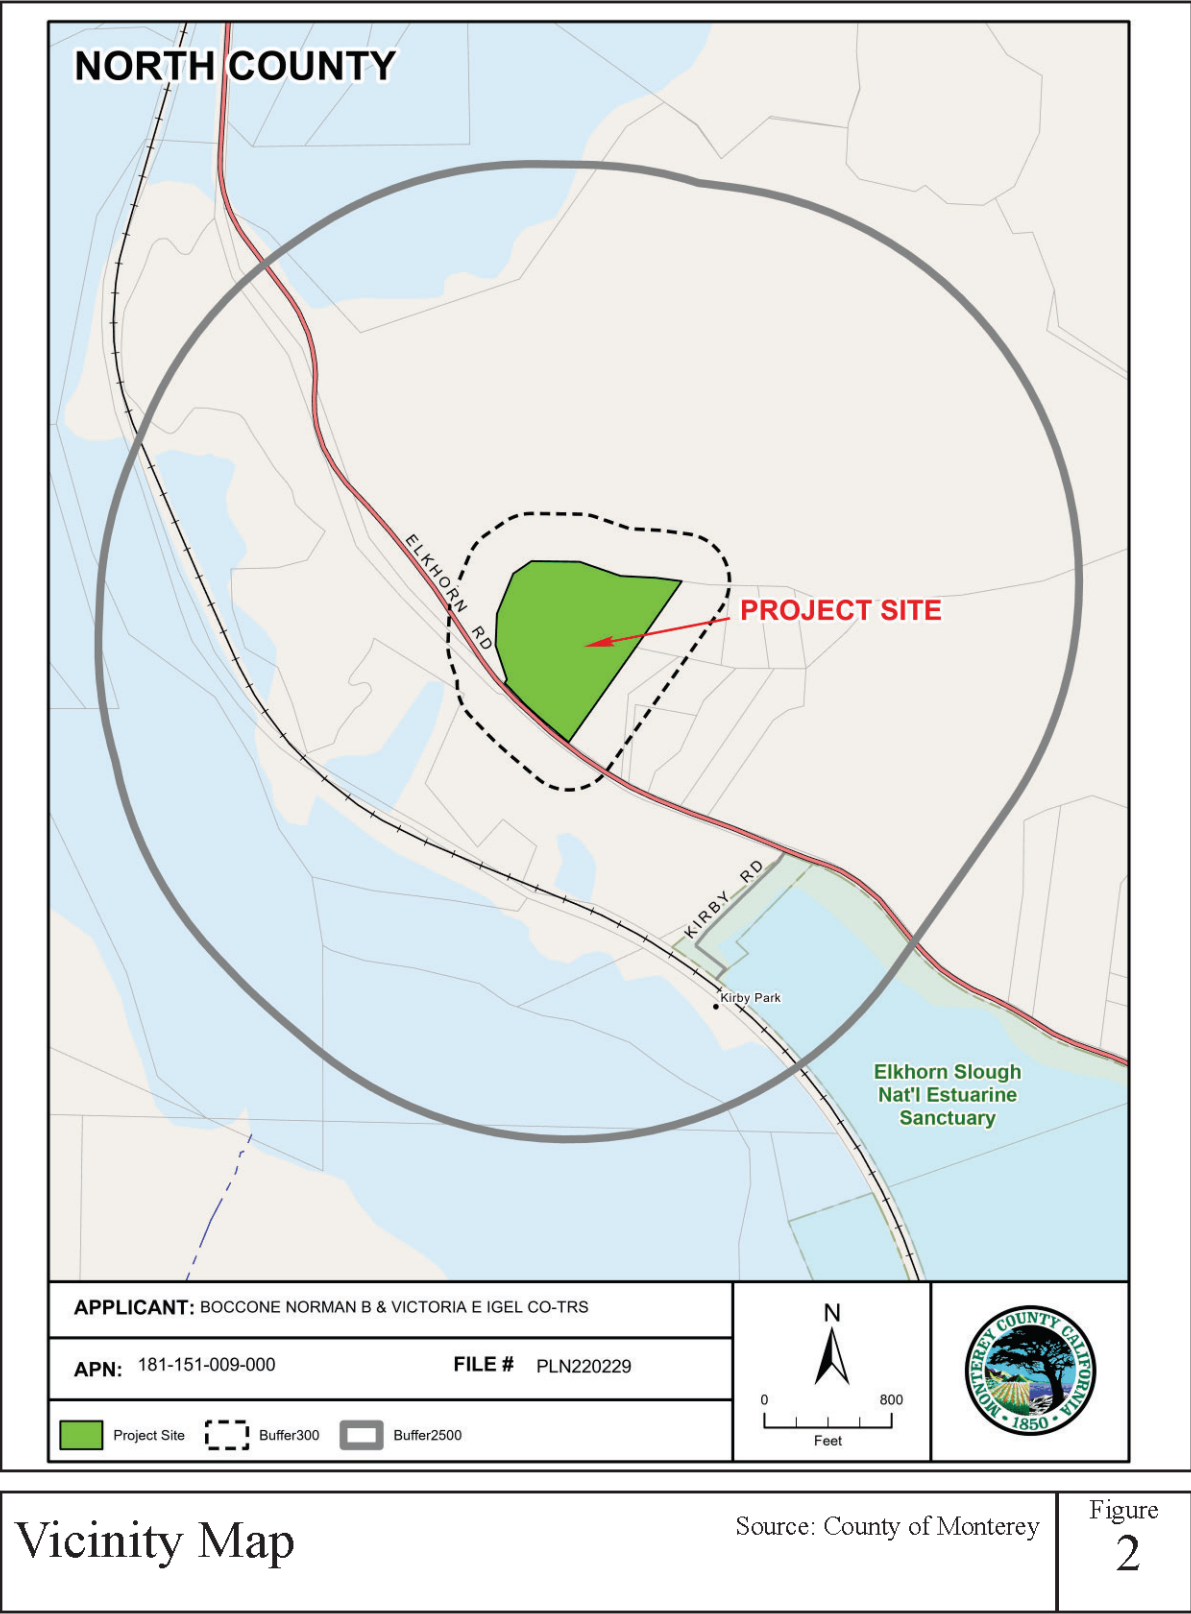 NORTH COUNTY
ELKHORN RD
PROJECT SITE
KIRBY RD
Kirby Park
Elkhorn Slough
Nat'l Estuarine
Sanctuary
APPLICANT: BOCCONE NORMAN B & VICTORIA E IGEL CO-TRS
APN: 181-151-009-000 FILE # PLN220229
Project Site Buffer300 Buffer2500
N
0 800
Feet
MONTEREY COUNTY CALIFORNIA
• 1850 •
Vicinity Map
Source: County of Monterey
Figure
2